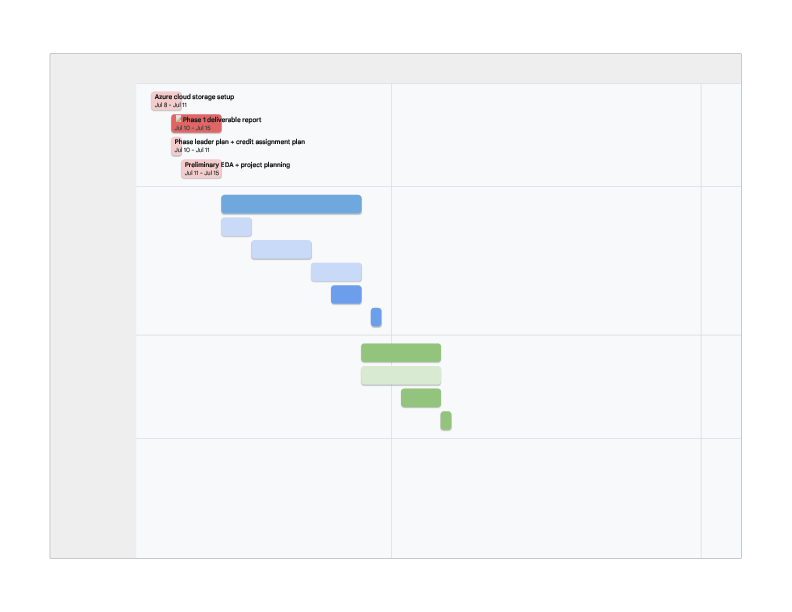 Azure cloud storage setup
Jul 8 - Jul 11
Phase 1 deliverable report
Jul 10 - Jul 15
Phase leader plan + credit assignment plan
Jul 10 - Jul 11
Preliminary EDA + project planning
Jul 11 - Jul 15